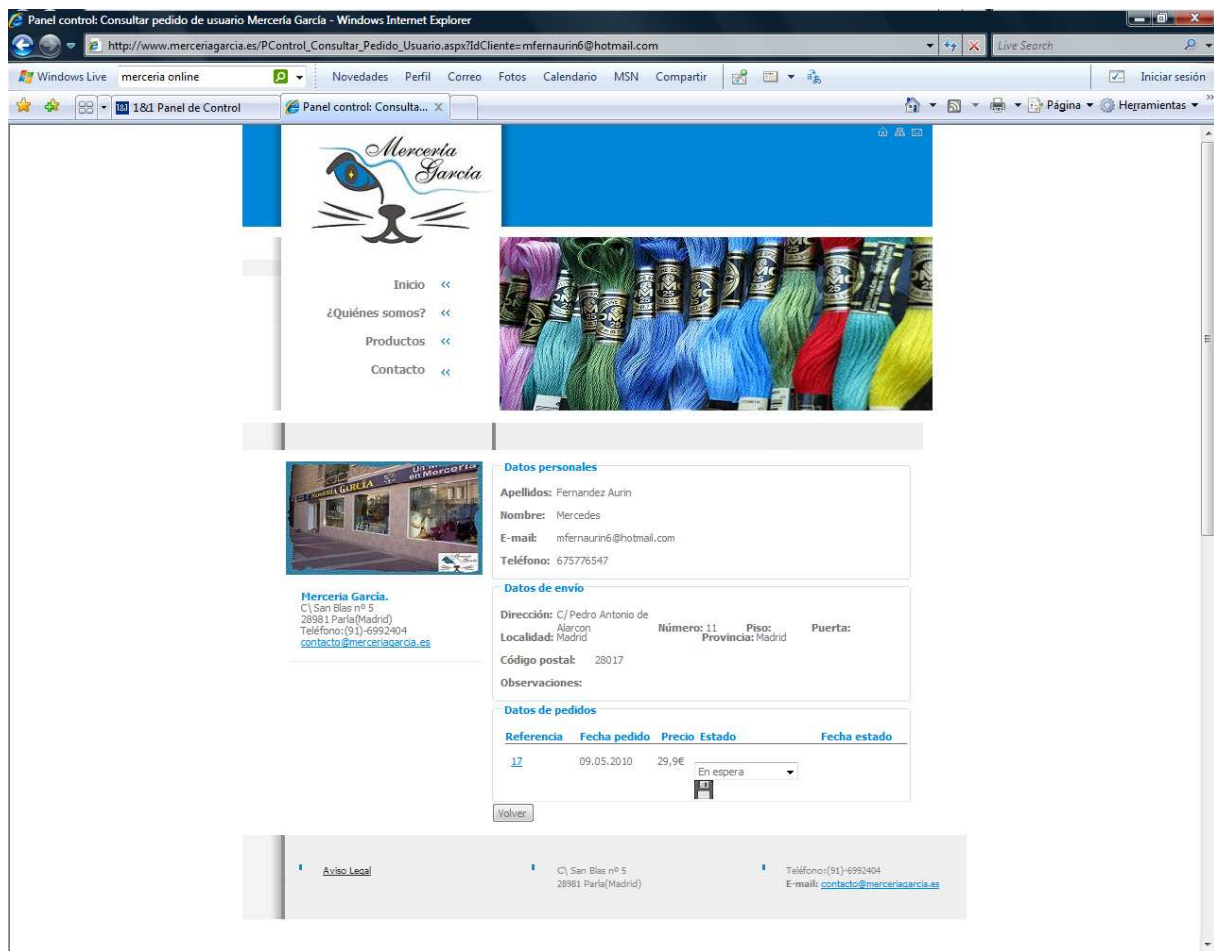 Panel control: Consultar pedido de usuario Mercería García - Windows Internet Explorer
http://www.merceriagarcia.es/PControl_Consultar_Pedido_Usuario.aspx?IdCliente=mfernaurin6@hotmail.com
Live Search
Windows Live merceria online Novedades Perfil Correo Fotos Calendario MSN Compartir Iniciar sesión
1&1 Panel de Control Panel control: Consulta... X Página Herramientas
Mercería
García
Inicio <<
¿Quiénes somos? <<
Productos <<
Contacto <<
DMC
25
MERCERIA GARCIA
en Merceria
Merceria García.
C\ San Blas nº 5
28981 Parla(Madrid)
Teléfono:(91)-6992404
contacto@merceriagarcia.es
Datos personales
Apellidos: Fernandez Aurin
Nombre: Mercedes
E-mail: mfernaurin6@hotmail.com
Teléfono: 675776547
Datos de envío
Dirección: C/ Pedro Antonio de
Alarcon Número: 11 Piso: Puerta:
Localidad: Madrid Provincia: Madrid
Código postal: 28017
Observaciones:
Datos de pedidos
Referencia Fecha pedido Precio Estado Fecha estado
17 09.05.2010 29,9€ En espera
Volver
Aviso Legal
C\ San Blas nº 5
28981 Parla(Madrid)
Teléfono:(91)-6992404
E-mail: contacto@merceriagarcia.es